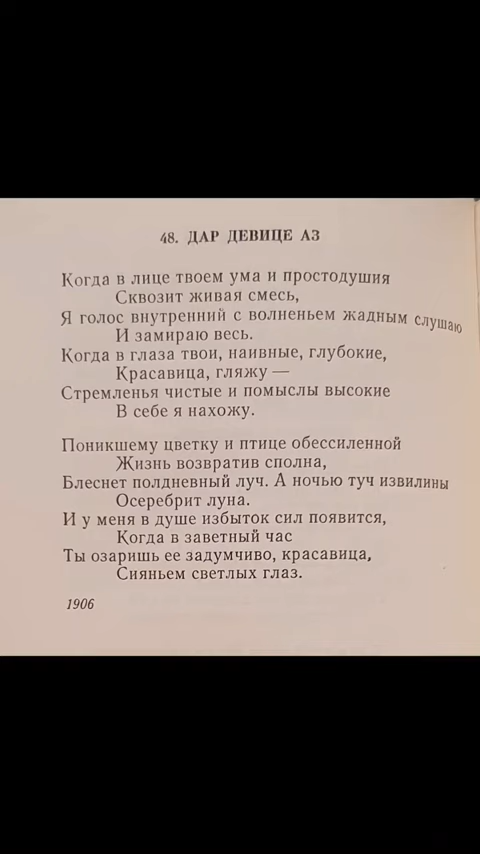 48. ДАР ДЕВИЦЕ АЗ
Когда в лице твоем ума и простодушия
Сквозит живая смесь,
Я голос внутренний с волненьем жадным слушаю
И замираю весь.
Когда в глаза твои, наивные, глубокие,
Красавица, гляжу —
Стремленья чистые и помыслы высокие
В себе я нахожу.
Поникшему цветку и птице обессиленной
Жизнь возвратив сполна,
Блеснет полдневный луч. А ночью туч извилины
Осеребрит луна.
И у меня в душе избыток сил появится,
Когда в заветный час
Ты озаришь ее задумчиво, красавица,
Сияньем светлых глаз.
1906